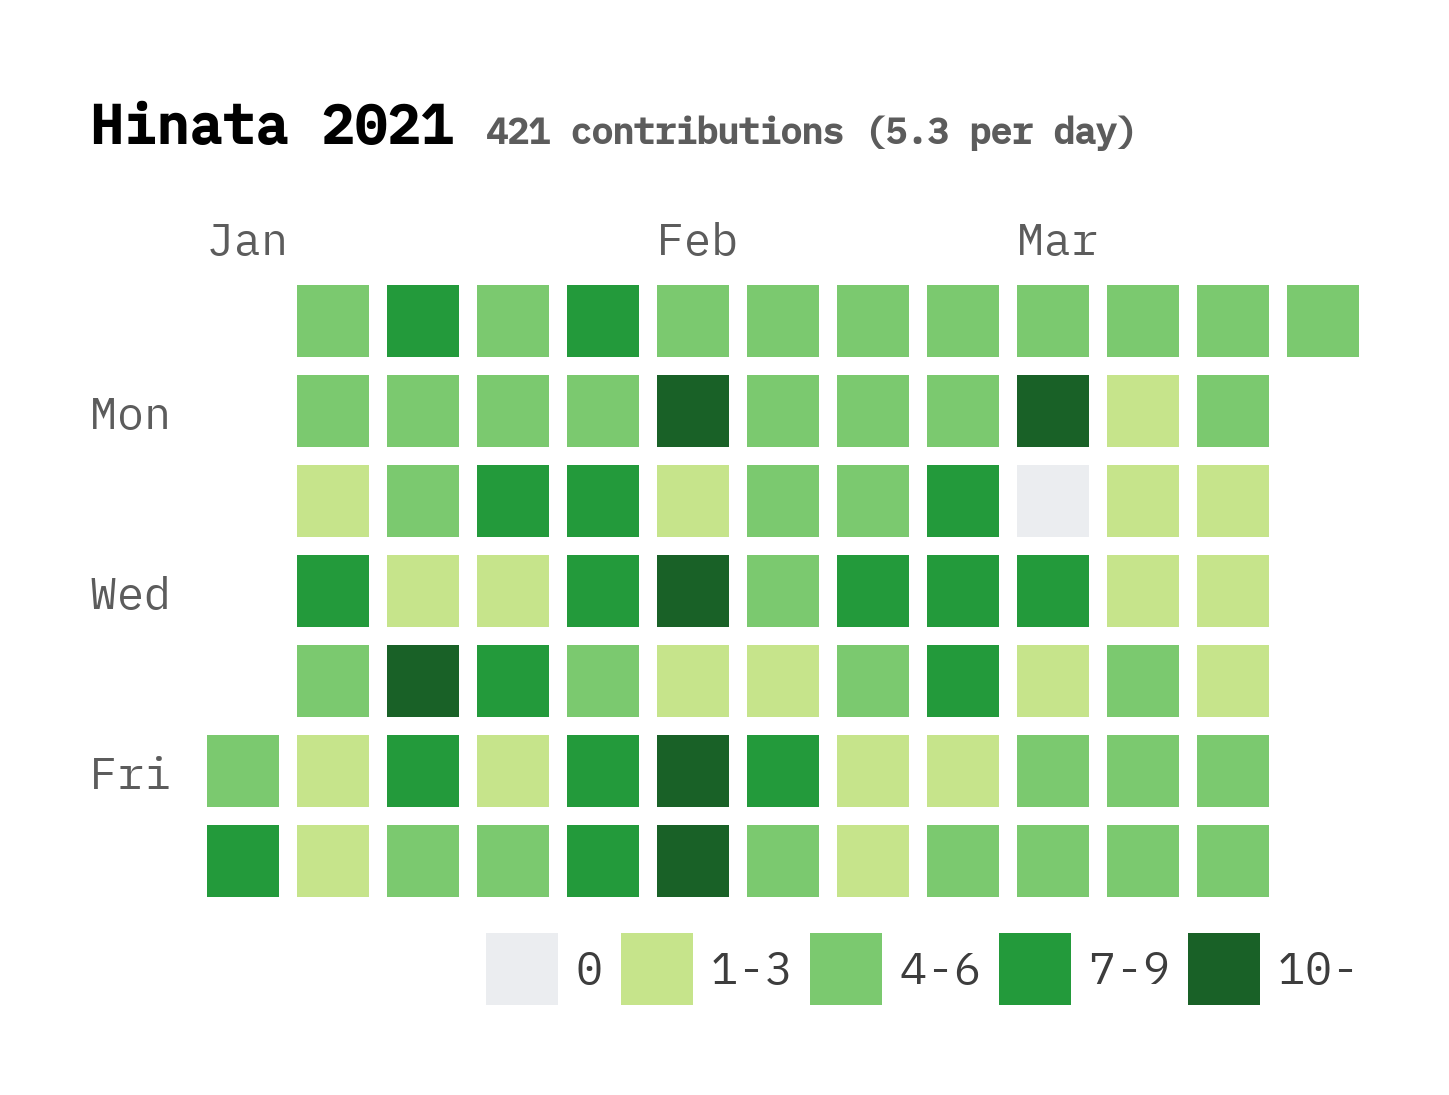 Hinata 2021 421 contributions (5.3 per day)
Jan Feb Mar
Mon
Wed
Fri
0 1-3 4-6 7-9 10-